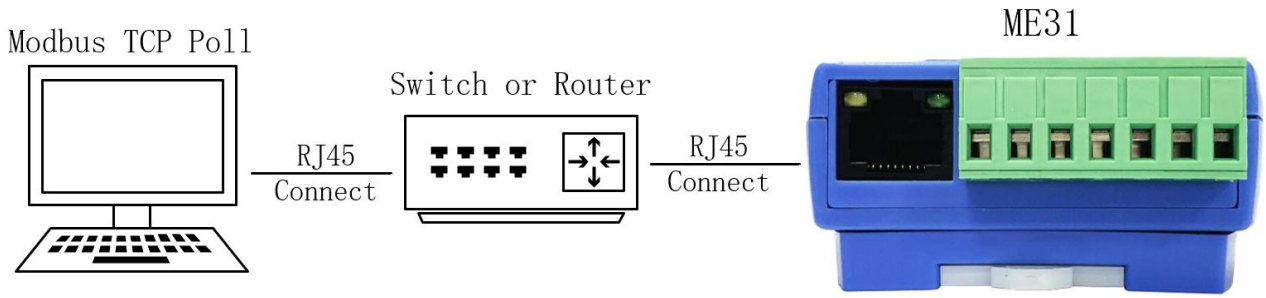 Modbus TCP Poll
RJ45
Connect
Switch or Router
RJ45
Connect
ME31